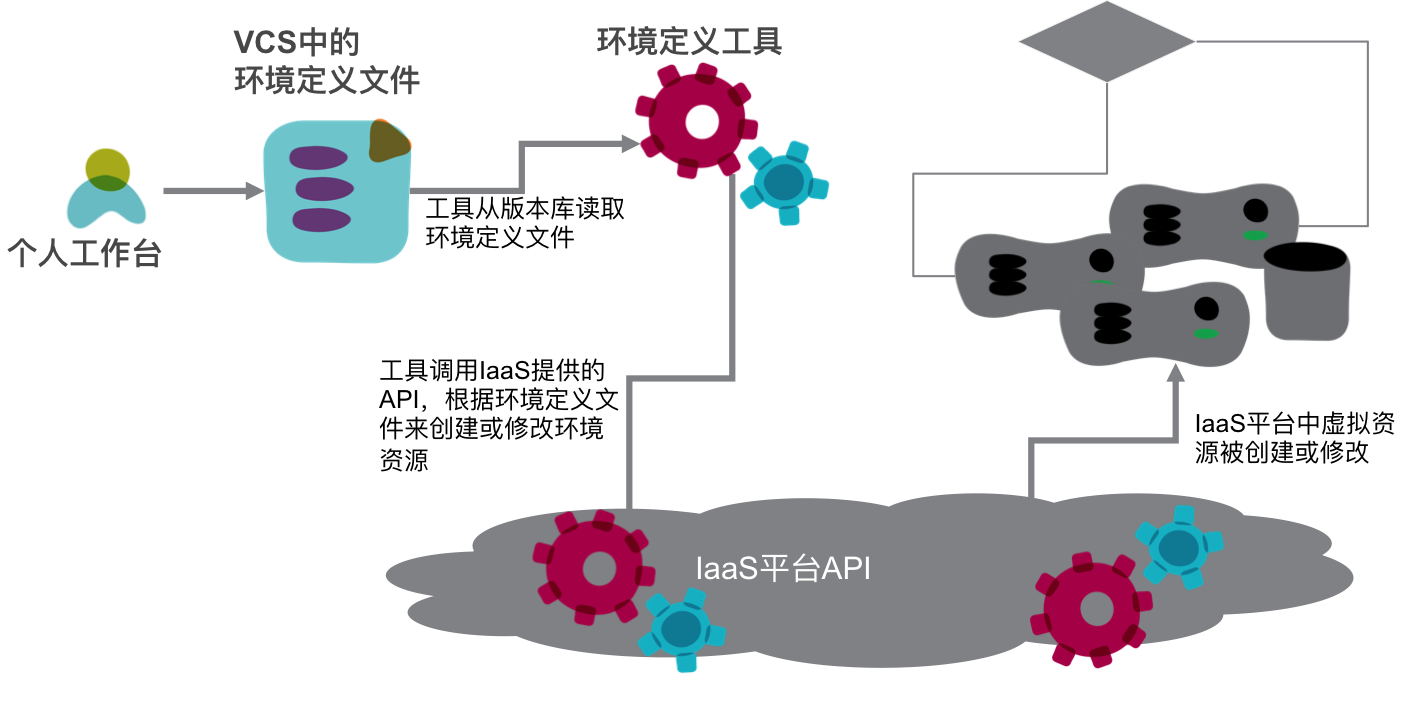 VCS中的
环境定义文件
环境定义工具
个人工作台
工具从版本库读取
环境定义文件
工具调用IaaS提供的
API，根据环境定义文
件来创建或修改环境
资源
IaaS平台中虚拟资
源被创建或修改
IaaS平台API